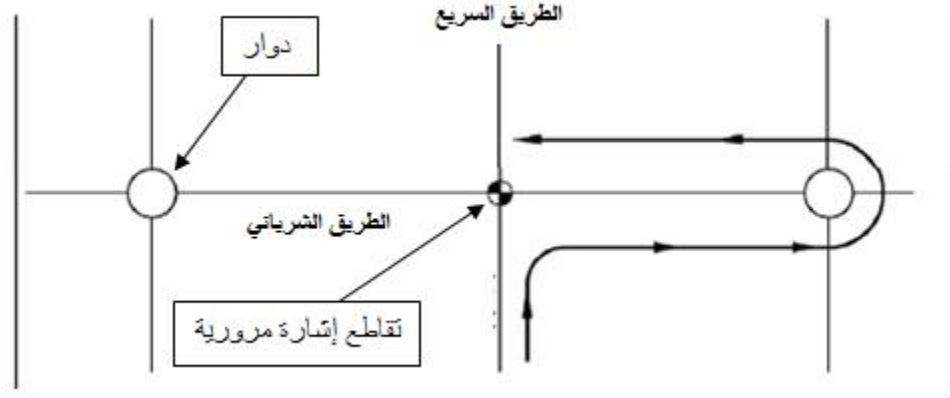 الطريق السريع
دوار
الطريق الشرياني
تقاطع إشارة مرورية